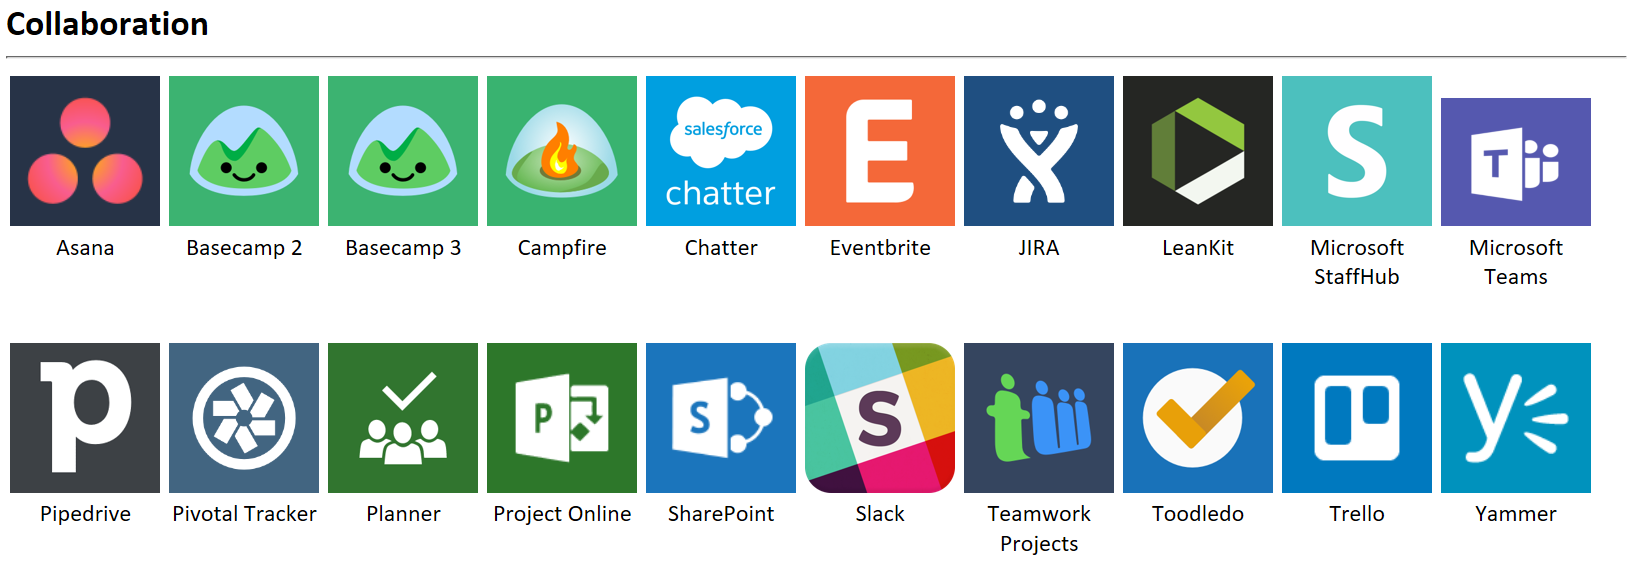 Collaboration
salesforce
chatter
E
S
T
Asana
Basecamp 2
Basecamp 3
Campfire
Chatter
Eventbrite
JIRA
LeanKit
Microsoft
StaffHub
Microsoft
Teams
p
P
S
S
y
Pipedrive
Pivotal Tracker
Planner
Project Online
SharePoint
Slack
Teamwork
Projects
Toodledo
Trello
Yammer